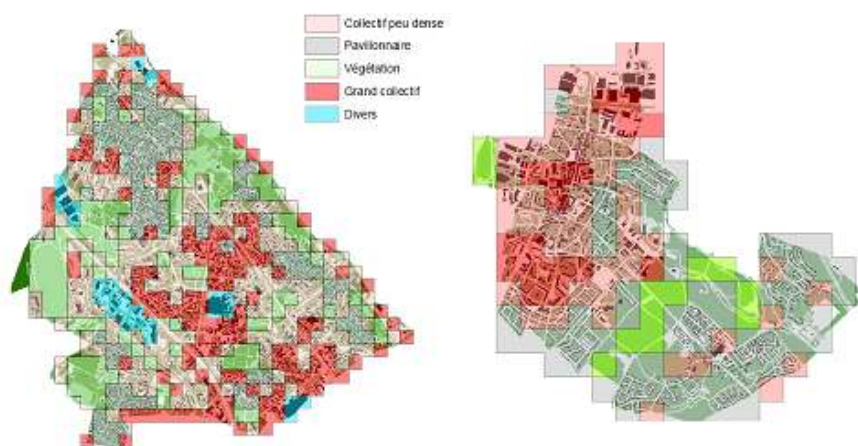 Collectif peu dense
Pavillonnaire
Végétation
Grand collectif
Divers